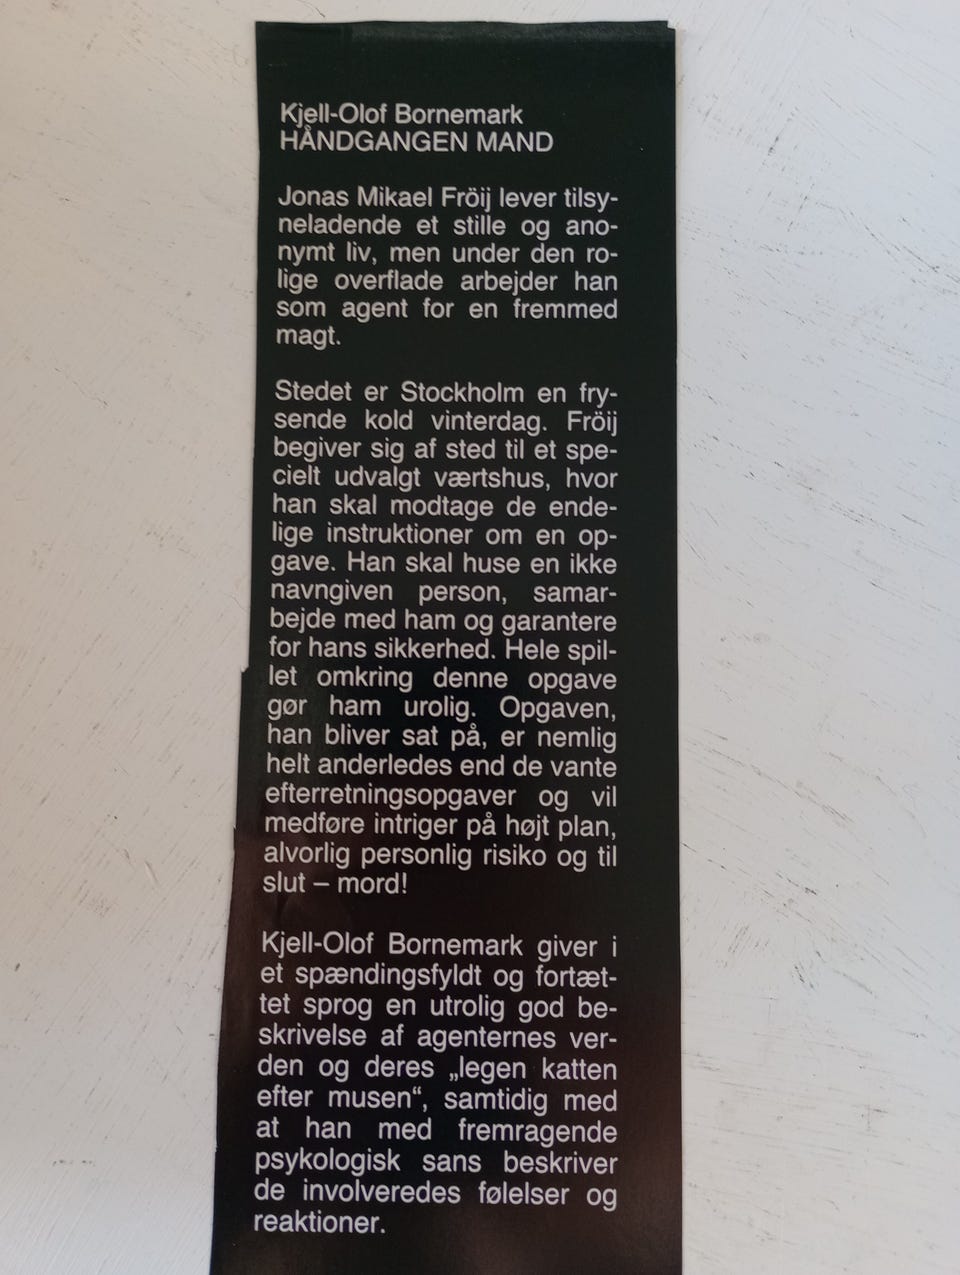 Kjell-Olof Bornemark
HÅNDGANGEN MAND
Jonas Mikael Fröij lever tilsy-
neladende et stille og ano-
nymt liv, men under den ro-
lige overflade arbejder han
som agent for en fremmed
magt.
Stedet er Stockholm en fry-
sende kold vinterdag. Fröij
begiver sig af sted til et spe-
cielt udvalgt værtshus, hvor
han skal modtage de ende-
lige instruktioner om en op-
gave. Han skal huse en ikke
navngiven person, samar-
bejde med ham og garantere
for hans sikkerhed. Hele spil-
let omkring denne opgave
gør ham urolig. Opgaven,
han bliver sat på, er nemlig
helt anderledes end de vante
efterretningsopgaver og vil
medføre intriger på højt plan,
alvorlig personlig risiko og til
slut – mord!
Kjell-Olof Bornemark giver i
et spændingsfyldt og fortæt-
tet sprog en utrolig god be-
skrivelse af agenternes ver-
den og deres „legen katten
efter musen“, samtidig med
at han med fremragende
psykologisk sans beskriver
de involveredes følelser og
reaktioner.